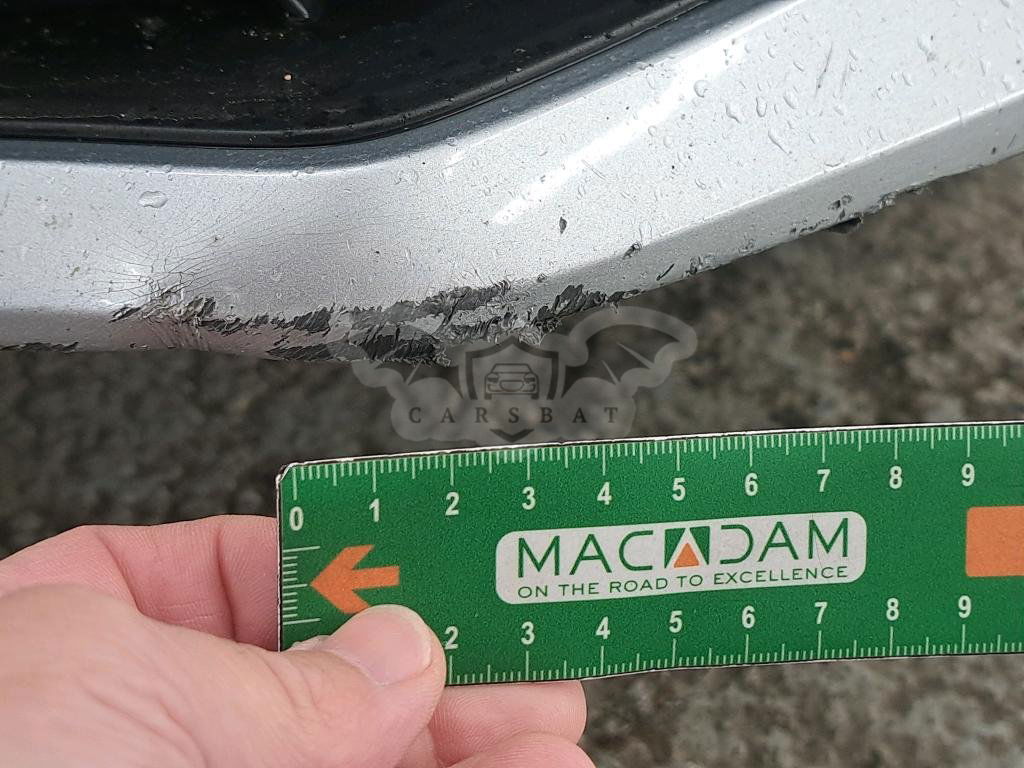 CARSBAT
0 1 2 3 4 5 6 7 8 9
MACADAM
ON THE ROAD TO EXCELLENCE
2 3 4 5 6 7 8 9